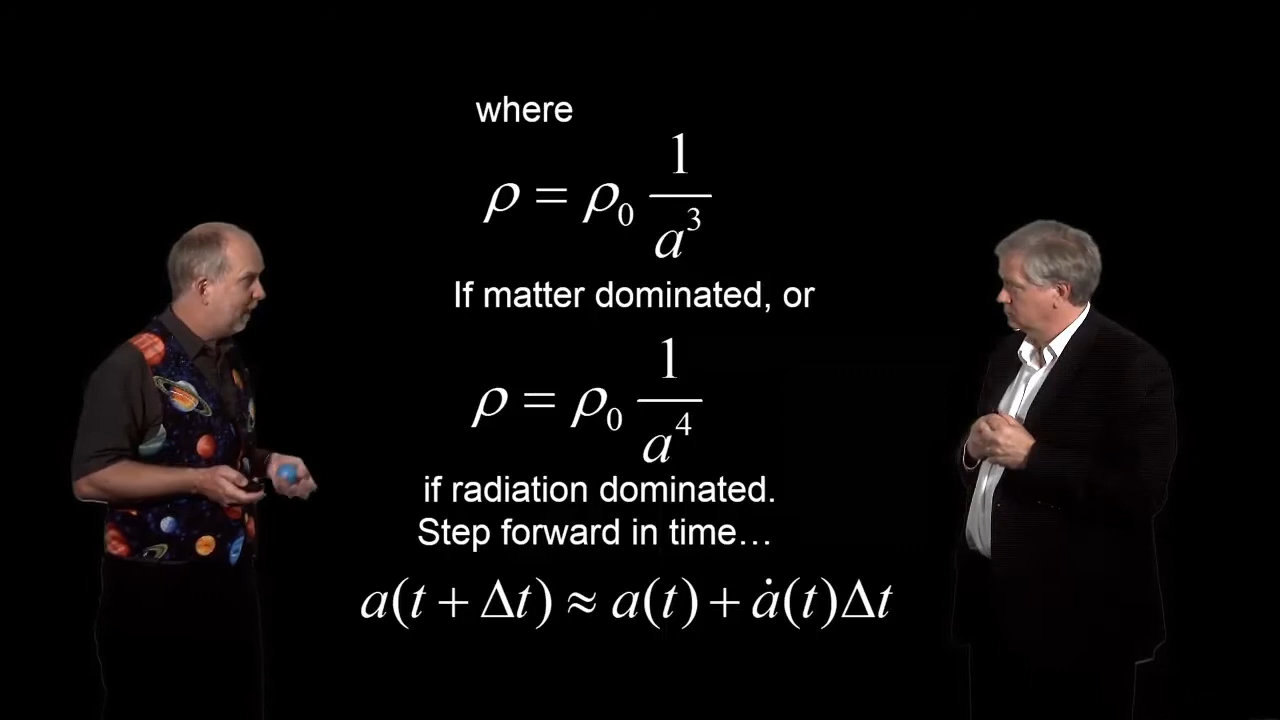 where
ρ = ρ₀ 1/a³
If matter dominated, or
ρ = ρ₀ 1/a⁴
if radiation dominated.
Step forward in time…
a(t + Δt) ≈ a(t) + ȧ(t)Δt